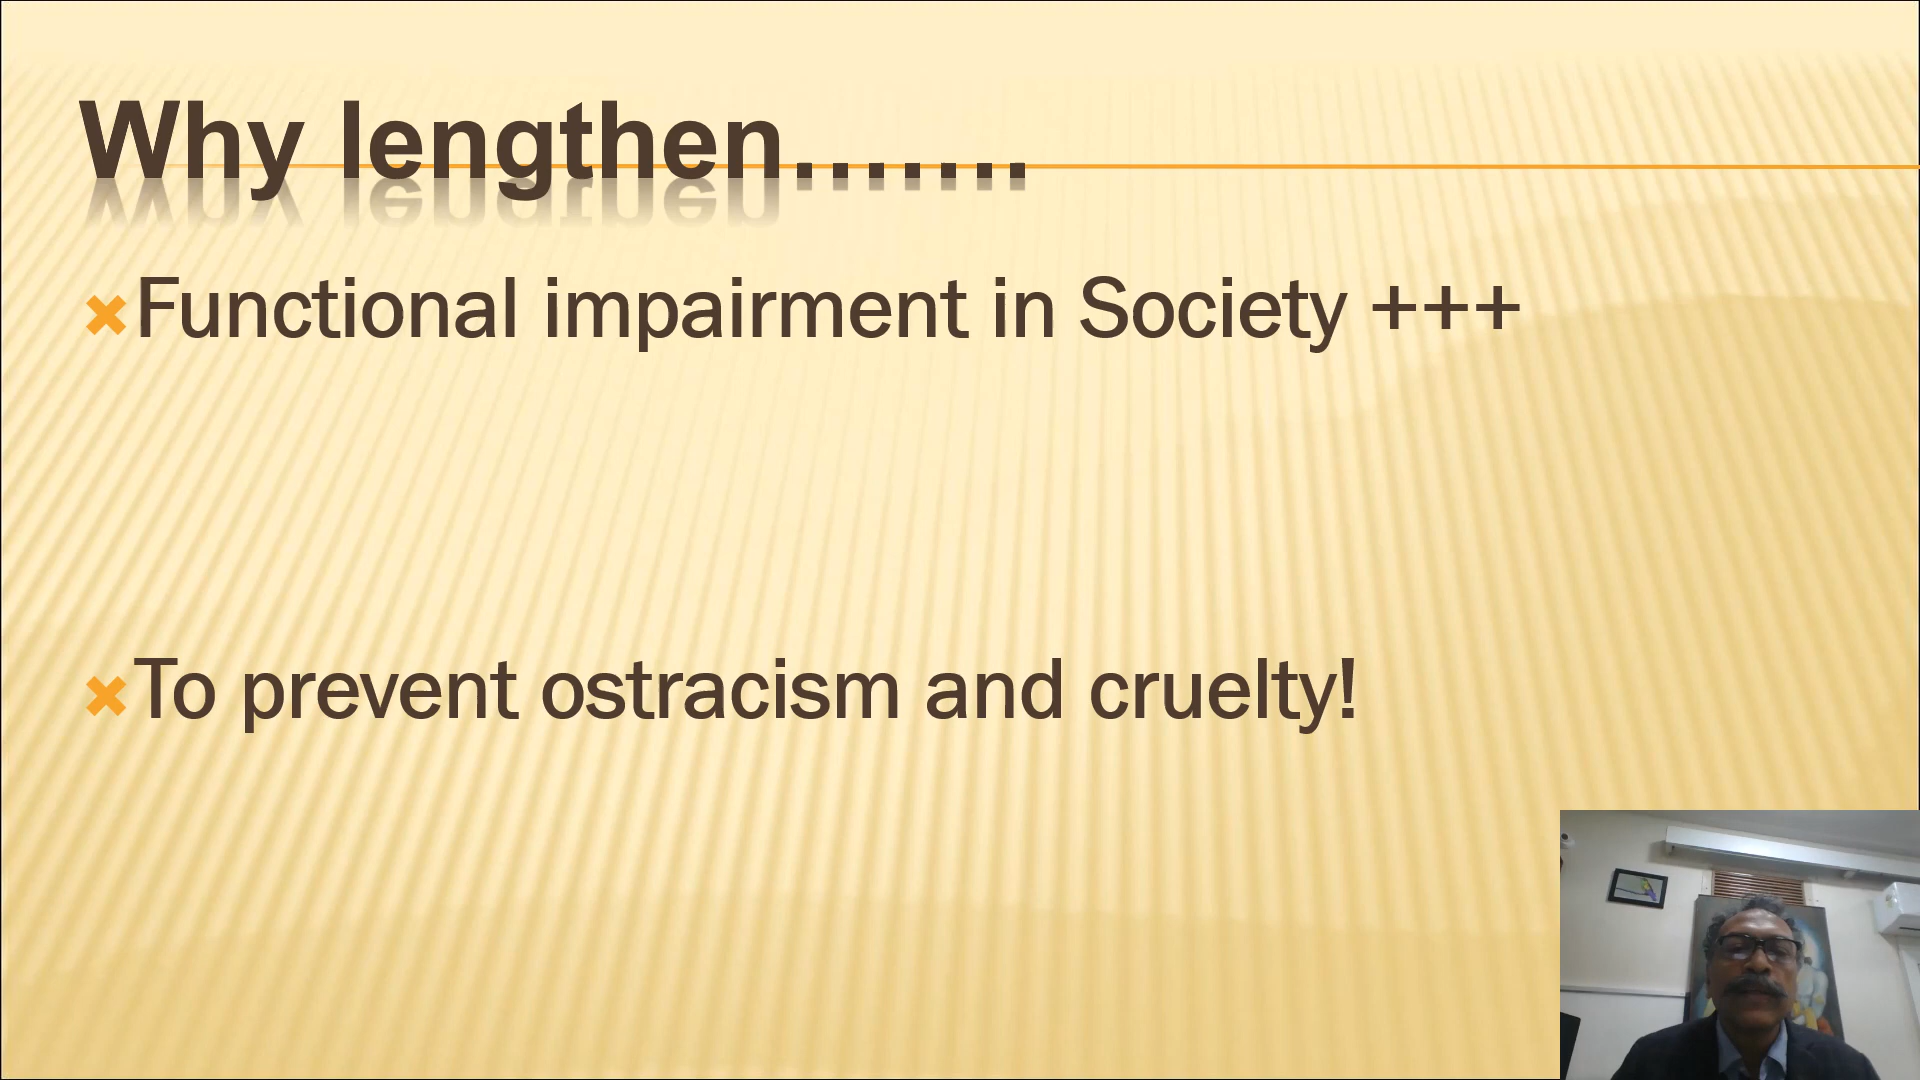 Why lengthen…….
Functional impairment in Society +++
To prevent ostracism and cruelty!